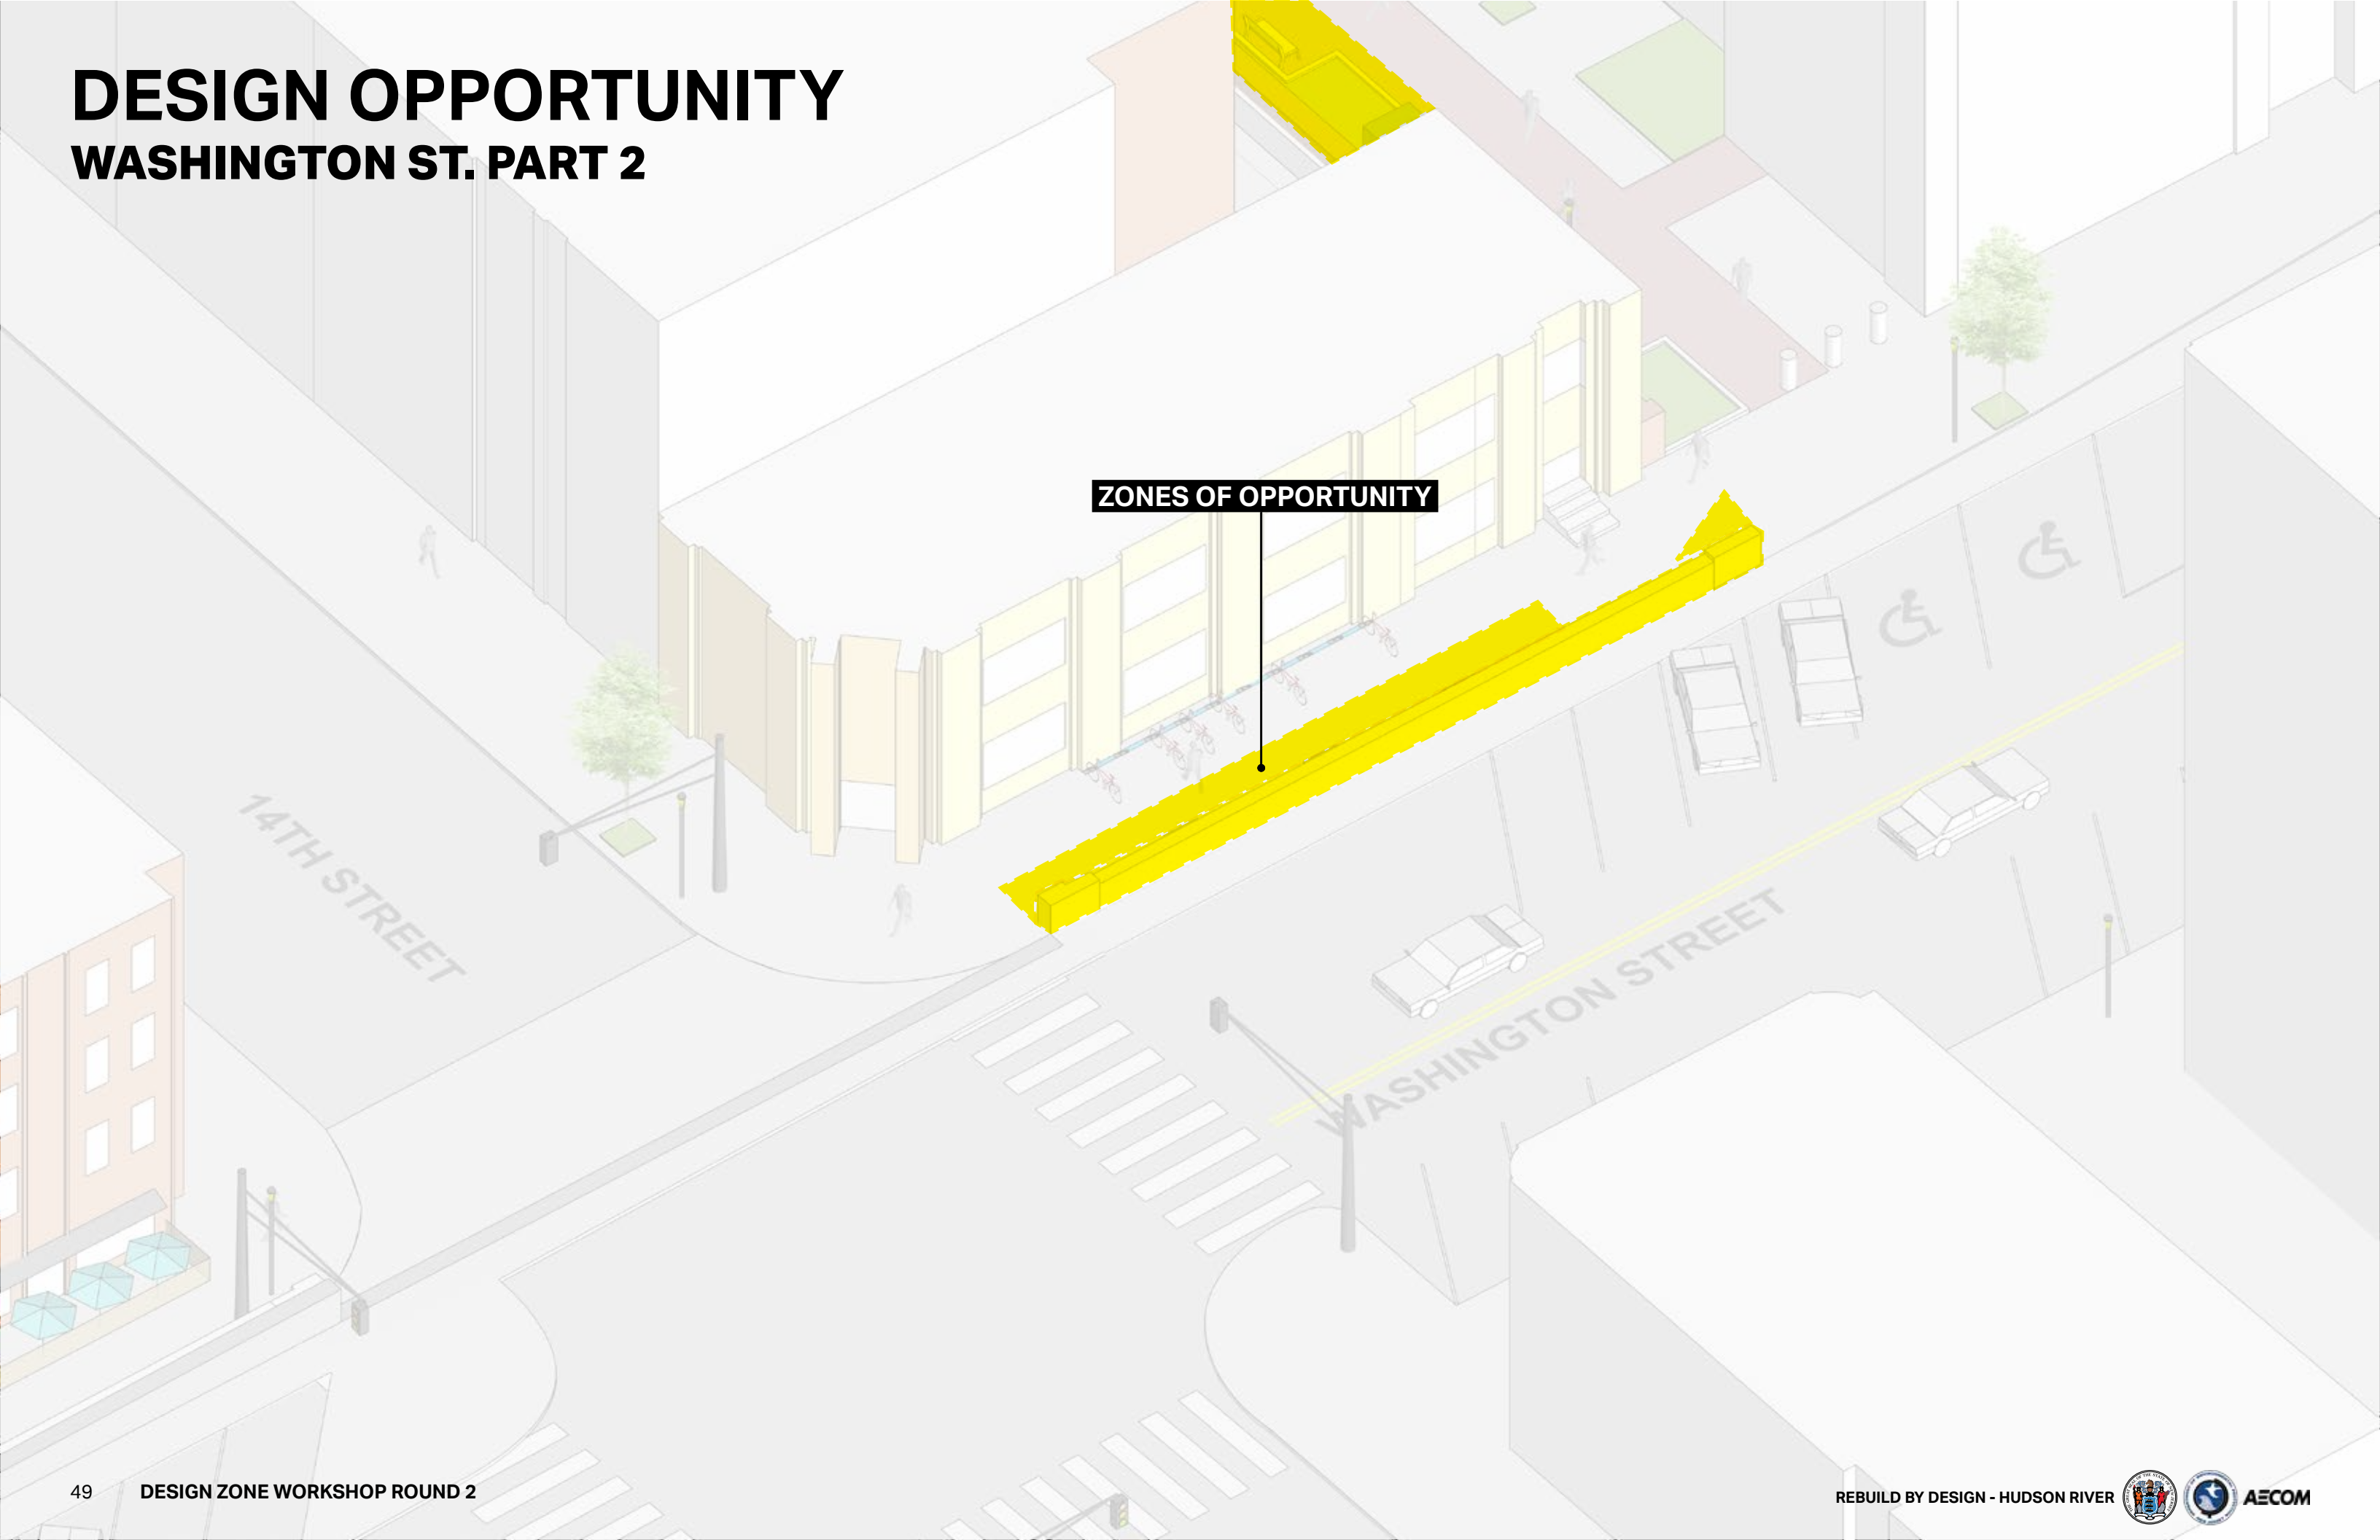 DESIGN OPPORTUNITY
WASHINGTON ST. PART 2
ZONES OF OPPORTUNITY
14TH STREET
WASHINGTON STREET
49 DESIGN ZONE WORKSHOP ROUND 2
REBUILD BY DESIGN - HUDSON RIVER
AECOM